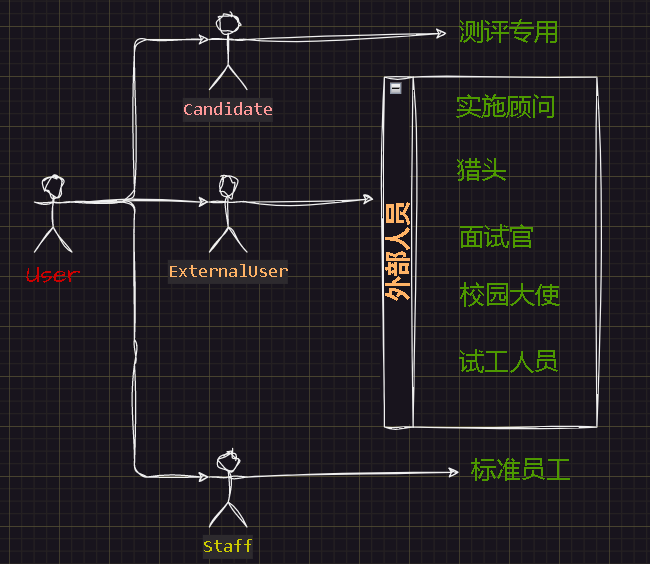 测评专用
Candidate
实施顾问
猎头
外部人员
面试官
User
ExternalUser
校园大使
试工人员
标准员工
Staff